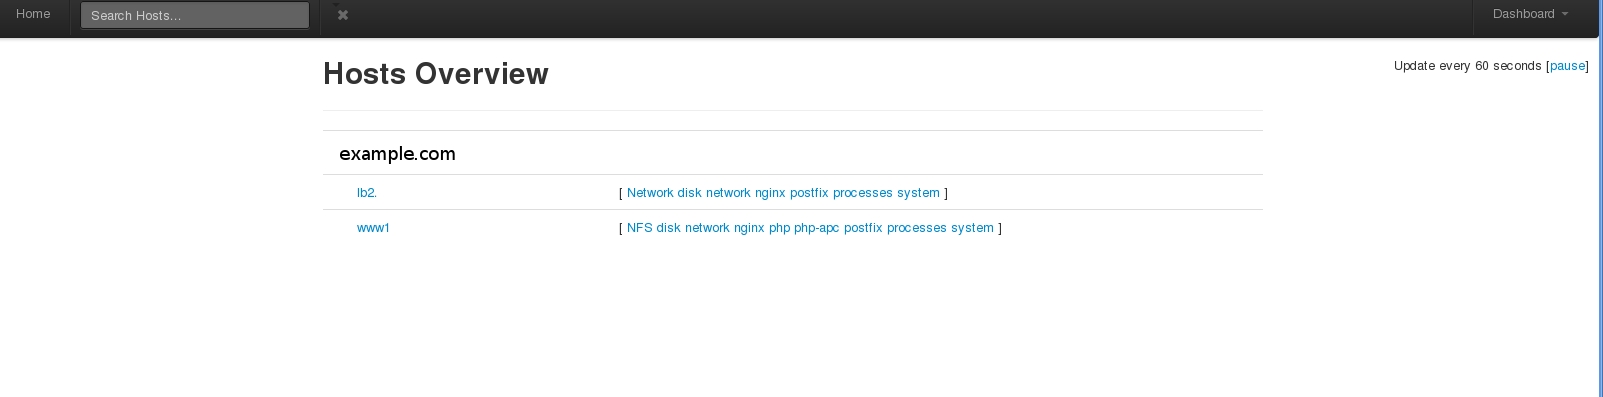 Home Search Hosts... ✖ Dashboard
Hosts Overview
Update every 60 seconds [pause]
example.com
lb2. [ Network disk network nginx postfix processes system ]
www1 [ NFS disk network nginx php php-apc postfix processes system ]